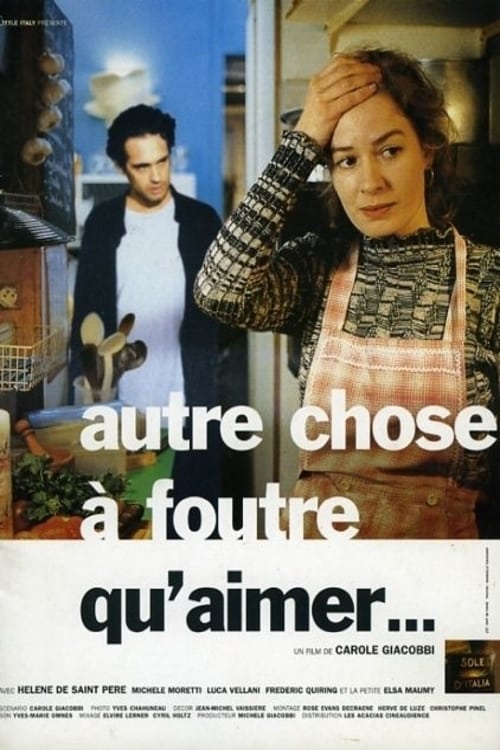 LITTLE ITALY PRÉSENTE
autre chose
à foutre
qu'aimer...
UN FILM DE CAROLE GIACOBBI
SOLE
D'ITALIA
AVEC HELENE DE SAINT PERE MICHELE MORETTI LUCA VELLANI FREDERIC QUIRING ET LA PETITE ELSA MAUMY
SCENARIO CAROLE GIACOBBI PHOTO YVES CHAHUNEAU DECOR JEAN-MICHEL VAISSIERE MONTAGE ROSE EVANS DECRAENE HERVE DE LUZE CHRISTOPHE PINEL
SON YVES-MARIE OMNES MIXAGE ELVIRE LERNER CYRIL HOLTZ PRODUCTEUR MICHELE GIACOBBI DISTRIBUTION LES ACACIAS CINEAUDIENCE